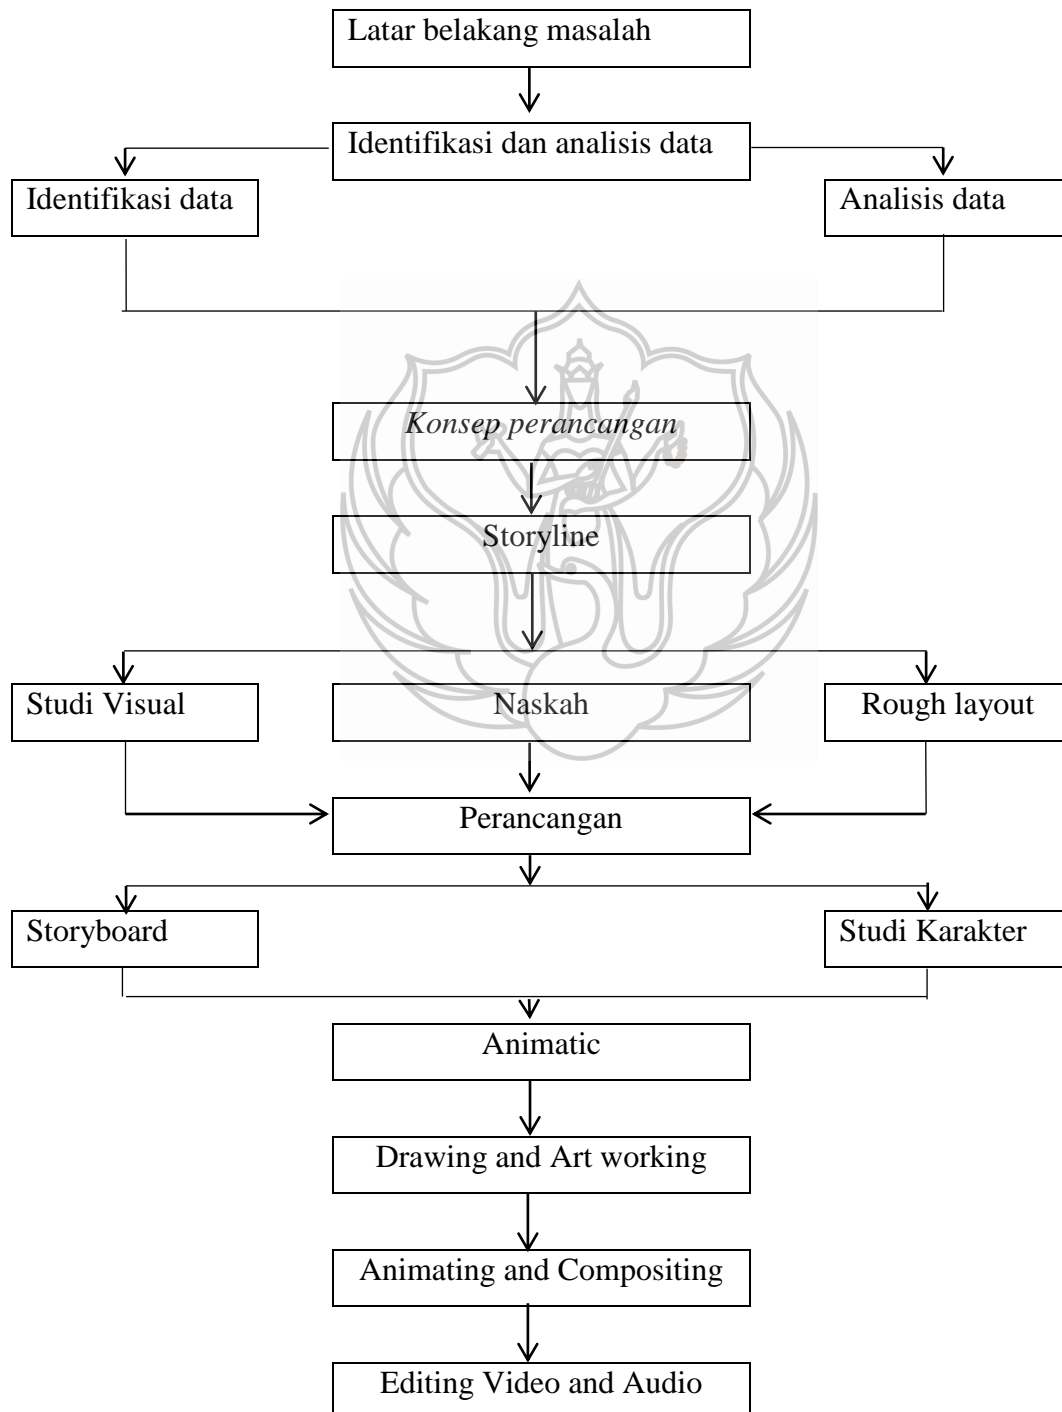 Latar belakang masalah
Identifikasi dan analisis data
Identifikasi data
Analisis data
Konsep perancangan
Storyline
Studi Visual
Naskah
Rough layout
Perancangan
Storyboard
Studi Karakter
Animatic
Drawing and Art working
Animating and Compositing
Editing Video and Audio